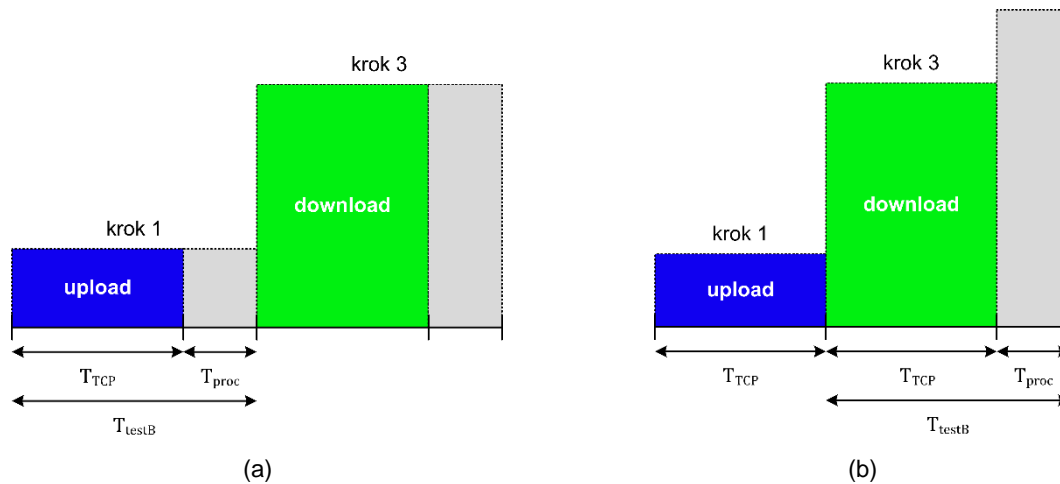 krok 3
krok 1
upload
download
T_TCP
T_proc
T_testB
(a)
krok 3
krok 1
upload
download
T_TCP
T_TCP
T_proc
T_testB
(b)